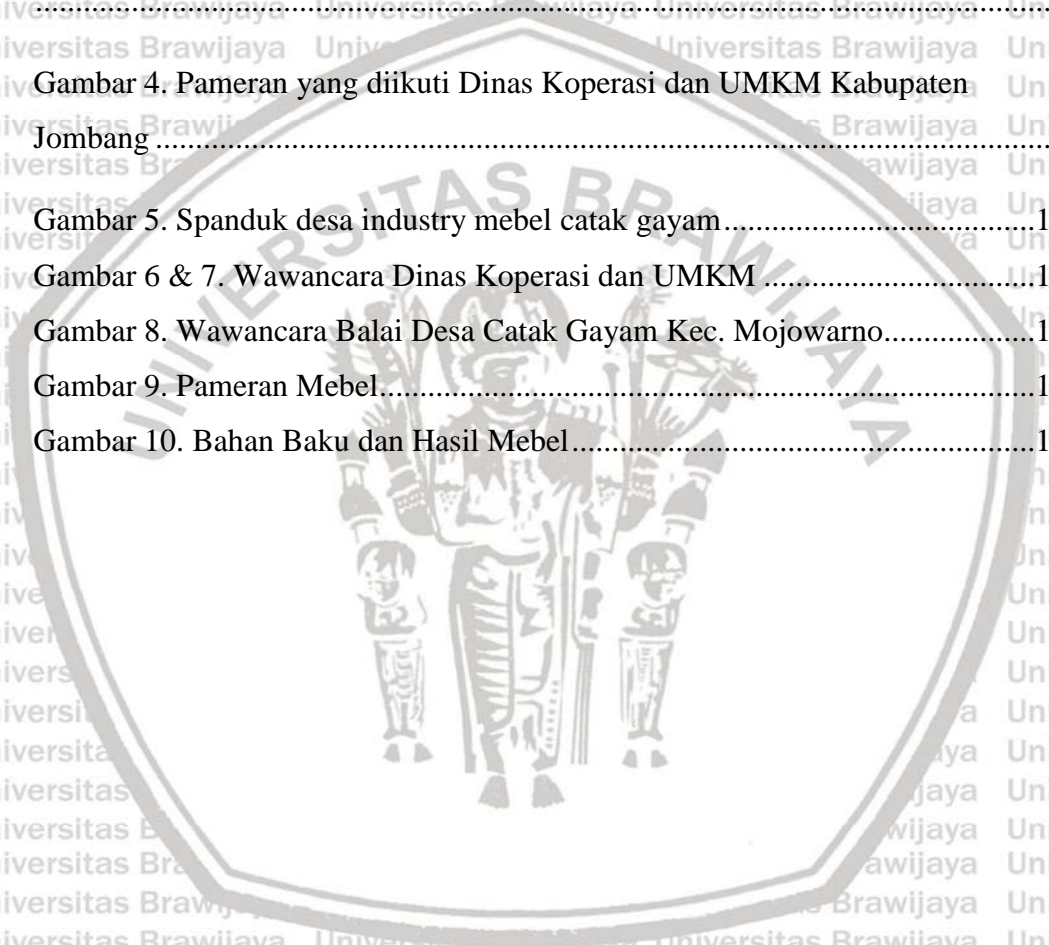 Gambar 4. Pameran yang diikuti Dinas Koperasi dan UMKM Kabupaten
Jombang ..........................................................................................
Gambar 5. Spanduk desa industry mebel catak gayam ................................1
Gambar 6 & 7. Wawancara Dinas Koperasi dan UMKM ............................1
Gambar 8. Wawancara Balai Desa Catak Gayam Kec. Mojowarno..................1
Gambar 9. Pameran Mebel...............................................................1
Gambar 10. Bahan Baku dan Hasil Mebel................................................1
UNIVERSITAS BRAWIJAYA